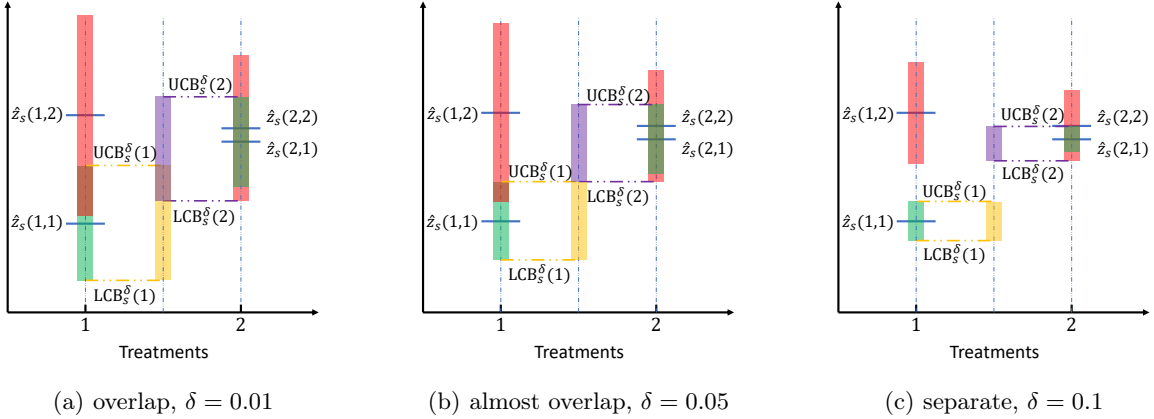 UCB_s^δ(2)
ẑ_s(1,2)
ẑ_s(2,2)
ẑ_s(2,1)
UCB_s^δ(1)
LCB_s^δ(2)
ẑ_s(1,1)
LCB_s^δ(1)
1 2
Treatments
(a) overlap, δ = 0.01
UCB_s^δ(2)
ẑ_s(1,2)
ẑ_s(2,2)
ẑ_s(2,1)
UCB_s^δ(1)
LCB_s^δ(2)
ẑ_s(1,1)
LCB_s^δ(1)
1 2
Treatments
(b) almost overlap, δ = 0.05
UCB_s^δ(2)
ẑ_s(1,2)
ẑ_s(2,2)
ẑ_s(2,1)
LCB_s^δ(2)
UCB_s^δ(1)
ẑ_s(1,1)
LCB_s^δ(1)
1 2
Treatments
(c) separate, δ = 0.1